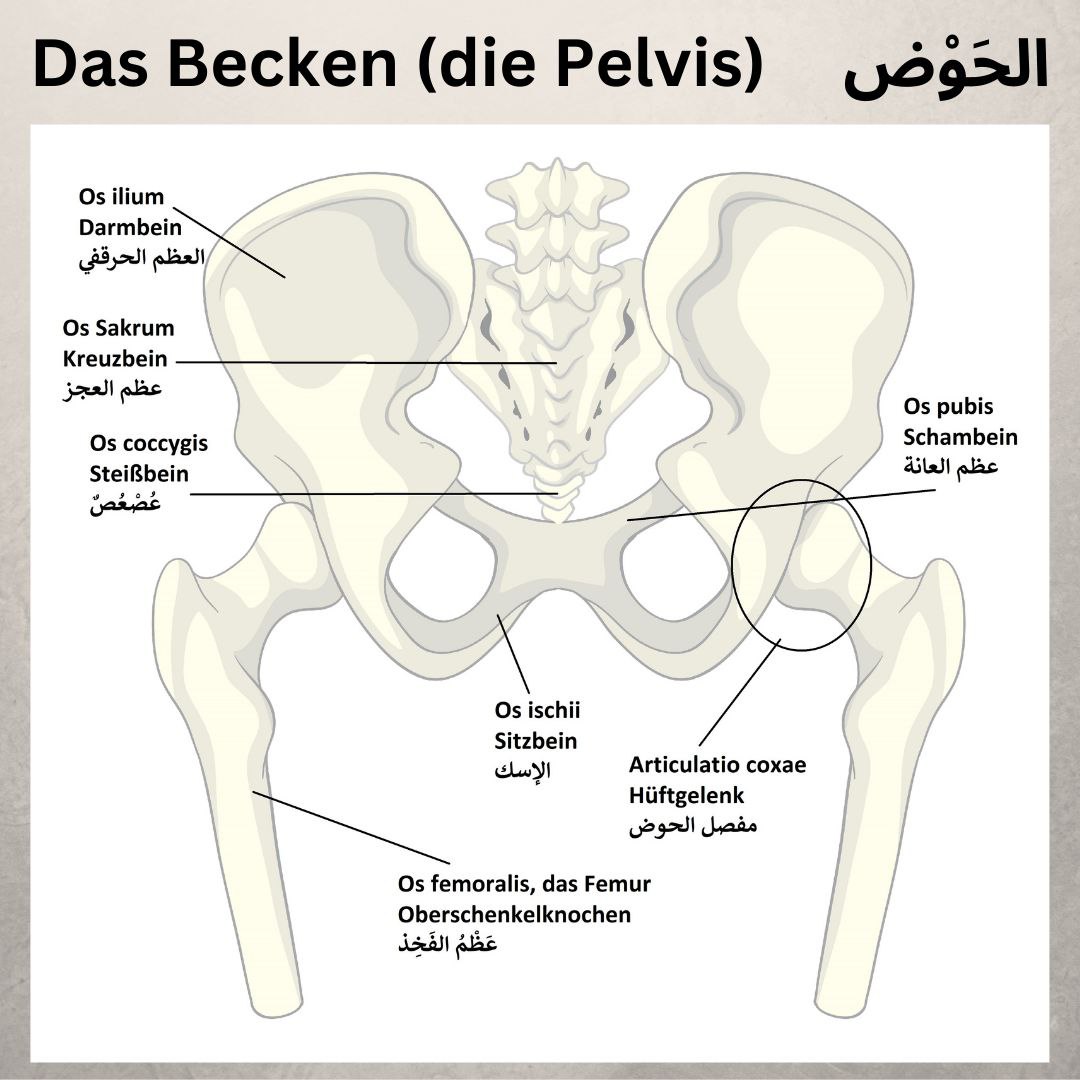 Das Becken (die Pelvis) الحَوْض
Os ilium
Darmbein
العظم الحرقفي
Os Sakrum
Kreuzbein
عظم العجز
Os coccygis
Steißbein
عُصْعُصٌ
Os pubis
Schambein
عظم العانة
Os ischii
Sitzbein
الإسك
Articulatio coxae
Hüftgelenk
مفصل الحوض
Os femoralis, das Femur
Oberschenkelknochen
عَظْمُ الفَخِذ